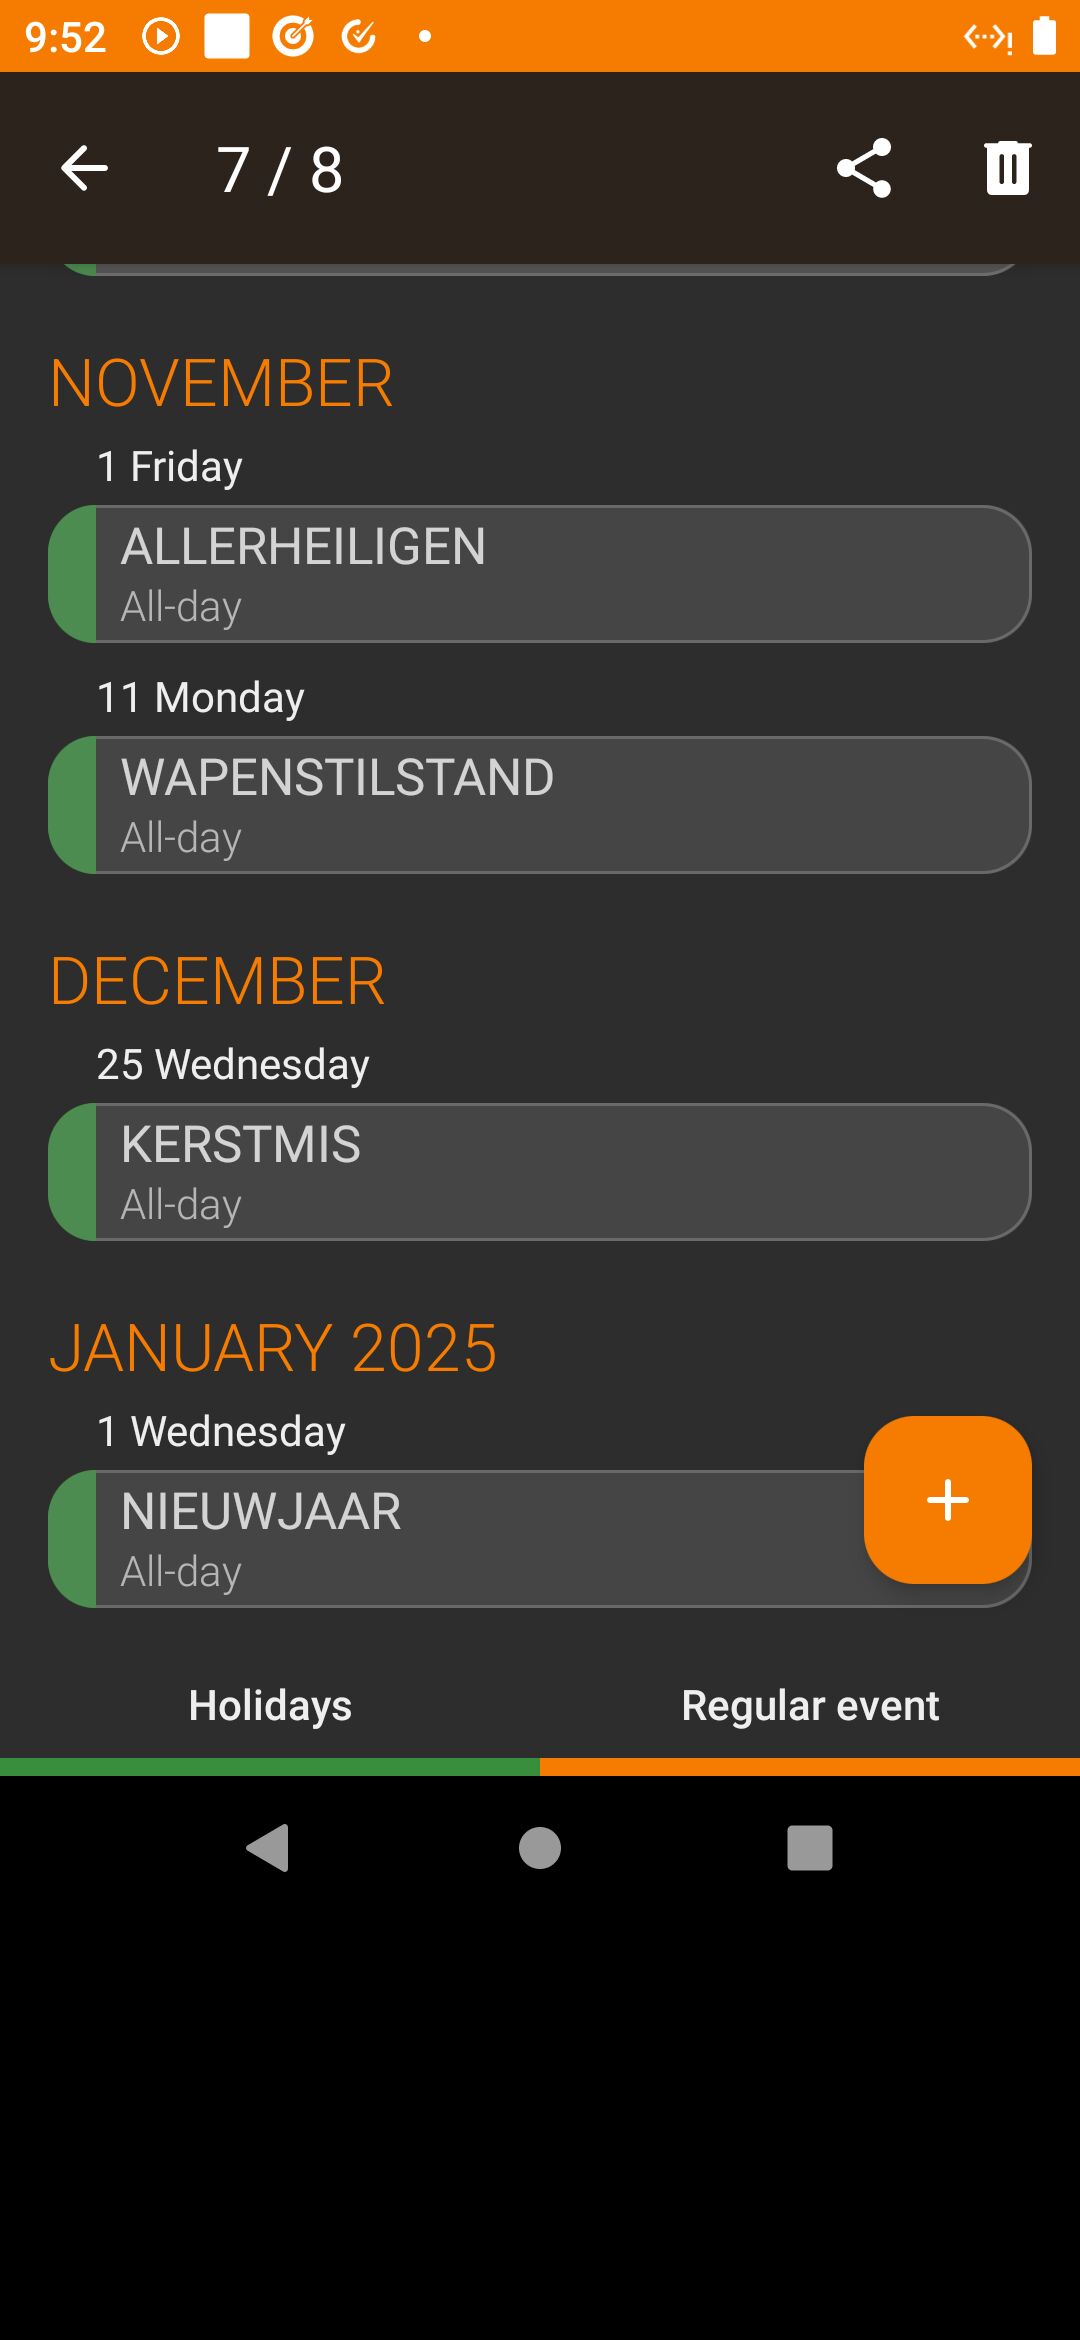 9:52
7 / 8
NOVEMBER
1 Friday
ALLERHEILIGEN
All-day
11 Monday
WAPENSTILSTAND
All-day
DECEMBER
25 Wednesday
KERSTMIS
All-day
JANUARY 2025
1 Wednesday
NIEUWJAAR
All-day
Holidays
Regular event